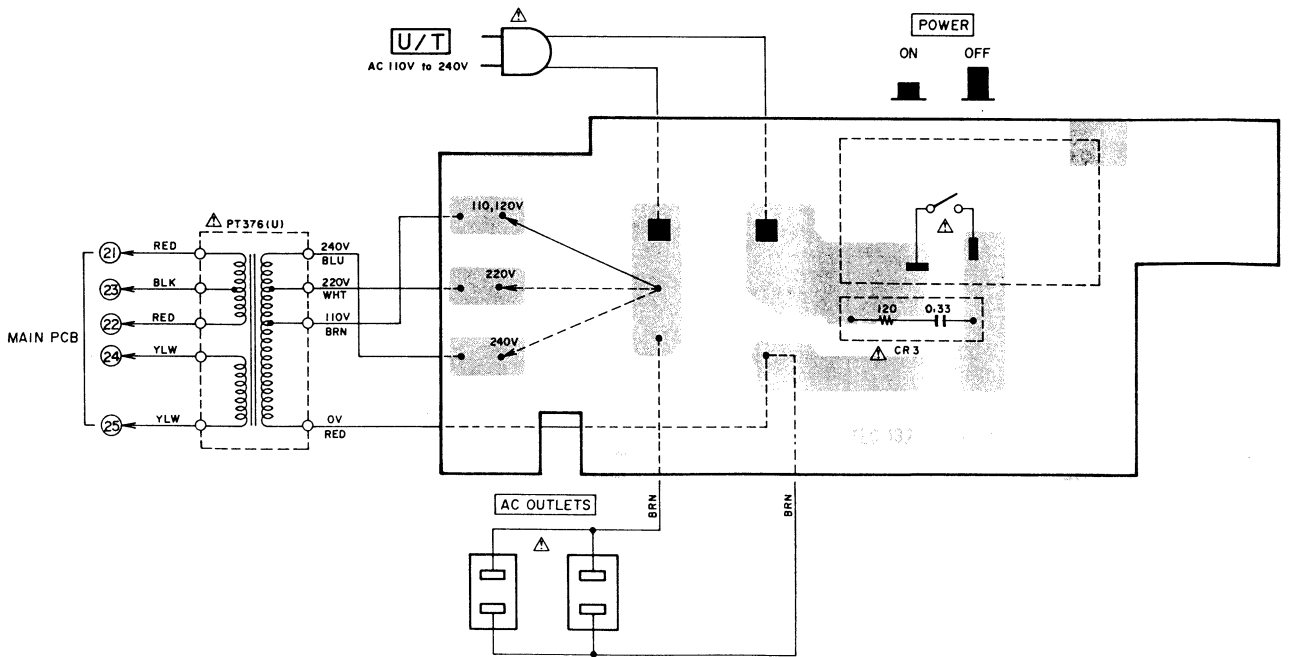 U/T
AC 110V to 240V
POWER
ON OFF
PT376(U)
MAIN PCB
21 RED
23 BLK
22 RED
24 YLW
25 YLW
240V
BLU
220V
WHT
110V
BRN
0V
RED
110,120V
220V
240V
120 0.33
CR3
AC OUTLETS
BRN
BRN